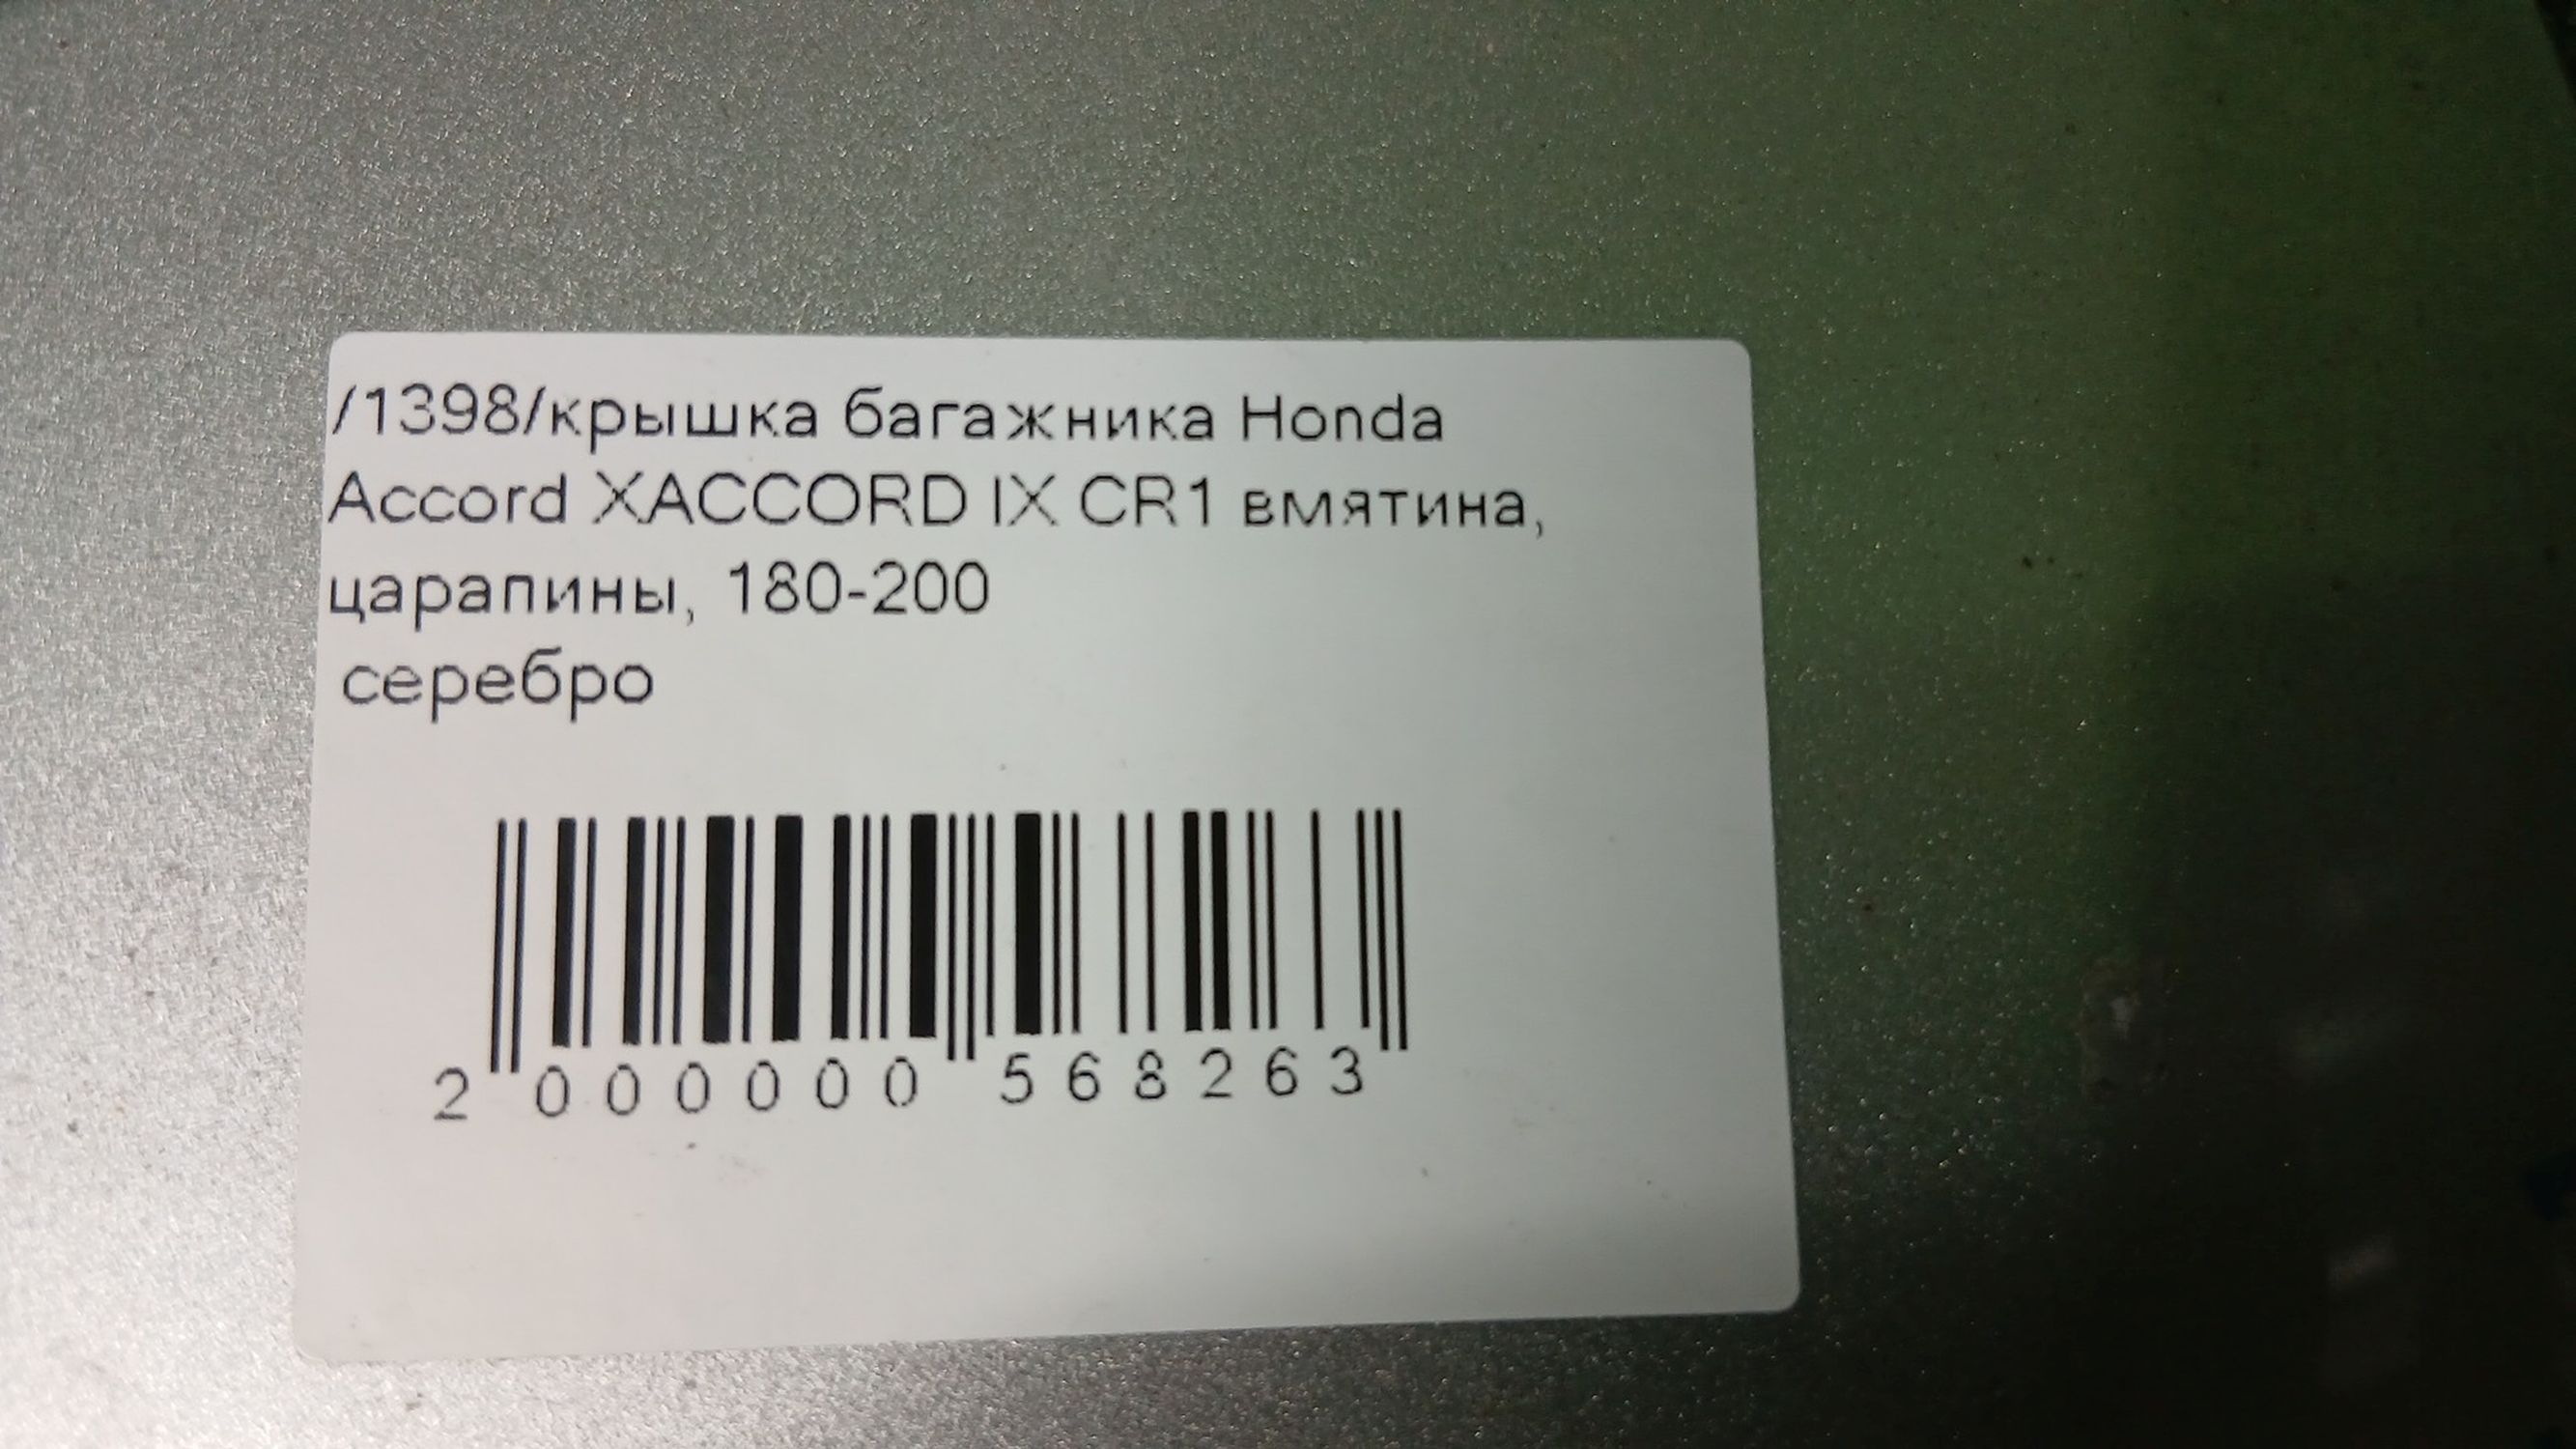 /1398/крышка багажника Honda
Accord XACCORD IX CR1 вмятина,
царапины, 180-200
серебро
2 000000 568263